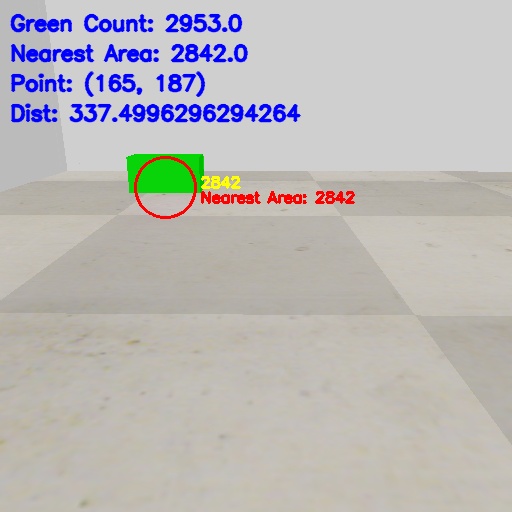 Green Count: 2953.0
Nearest Area: 2842.0
Point: (165, 187)
Dist: 337.4996296294264
2842
Nearest Area: 2842